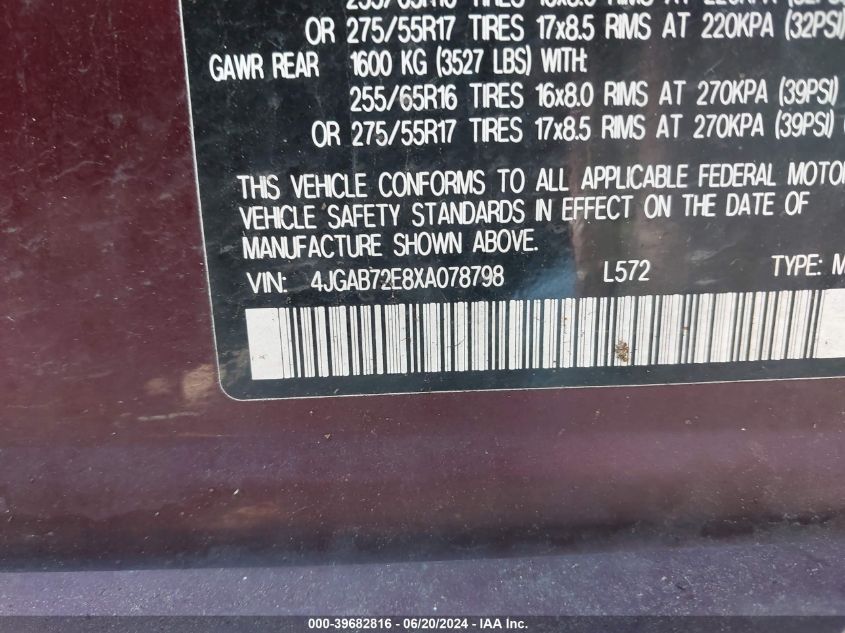 OR 275/55R17 TIRES 17x8.5 RIMS AT 220KPA (32PSI)
GAWR REAR 1600 KG (3527 LBS) WITH:
255/65R16 TIRES 16x8.0 RIMS AT 270KPA (39PSI)
OR 275/55R17 TIRES 17x8.5 RIMS AT 270KPA (39PSI)
THIS VEHICLE CONFORMS TO ALL APPLICABLE FEDERAL MOTOR
VEHICLE SAFETY STANDARDS IN EFFECT ON THE DATE OF
MANUFACTURE SHOWN ABOVE.
VIN: 4JGAB72E8XA078798 L572 TYPE: M
000-39682816 - 06/20/2024 - IAA Inc.